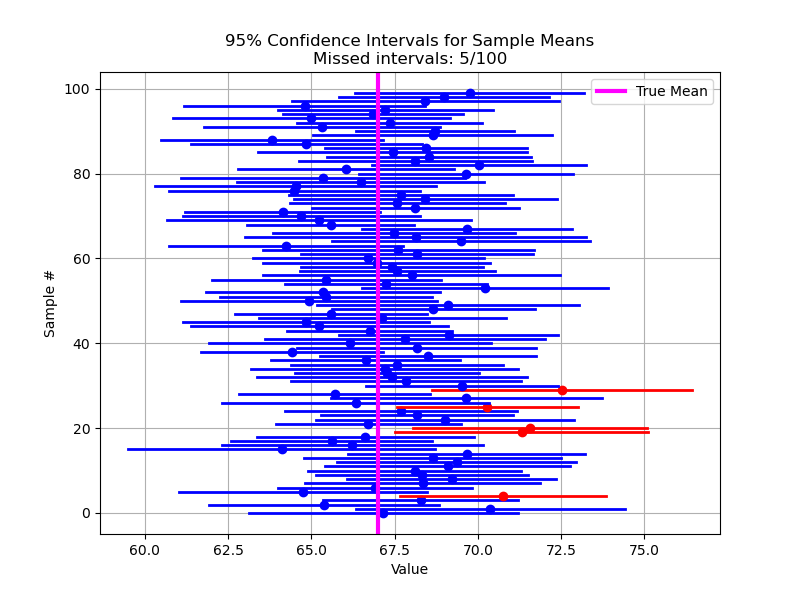 95% Confidence Intervals for Sample Means
Missed intervals: 5/100
True Mean
100
80
60
40
20
0
Sample #
60.0 62.5 65.0 67.5 70.0 72.5 75.0
Value